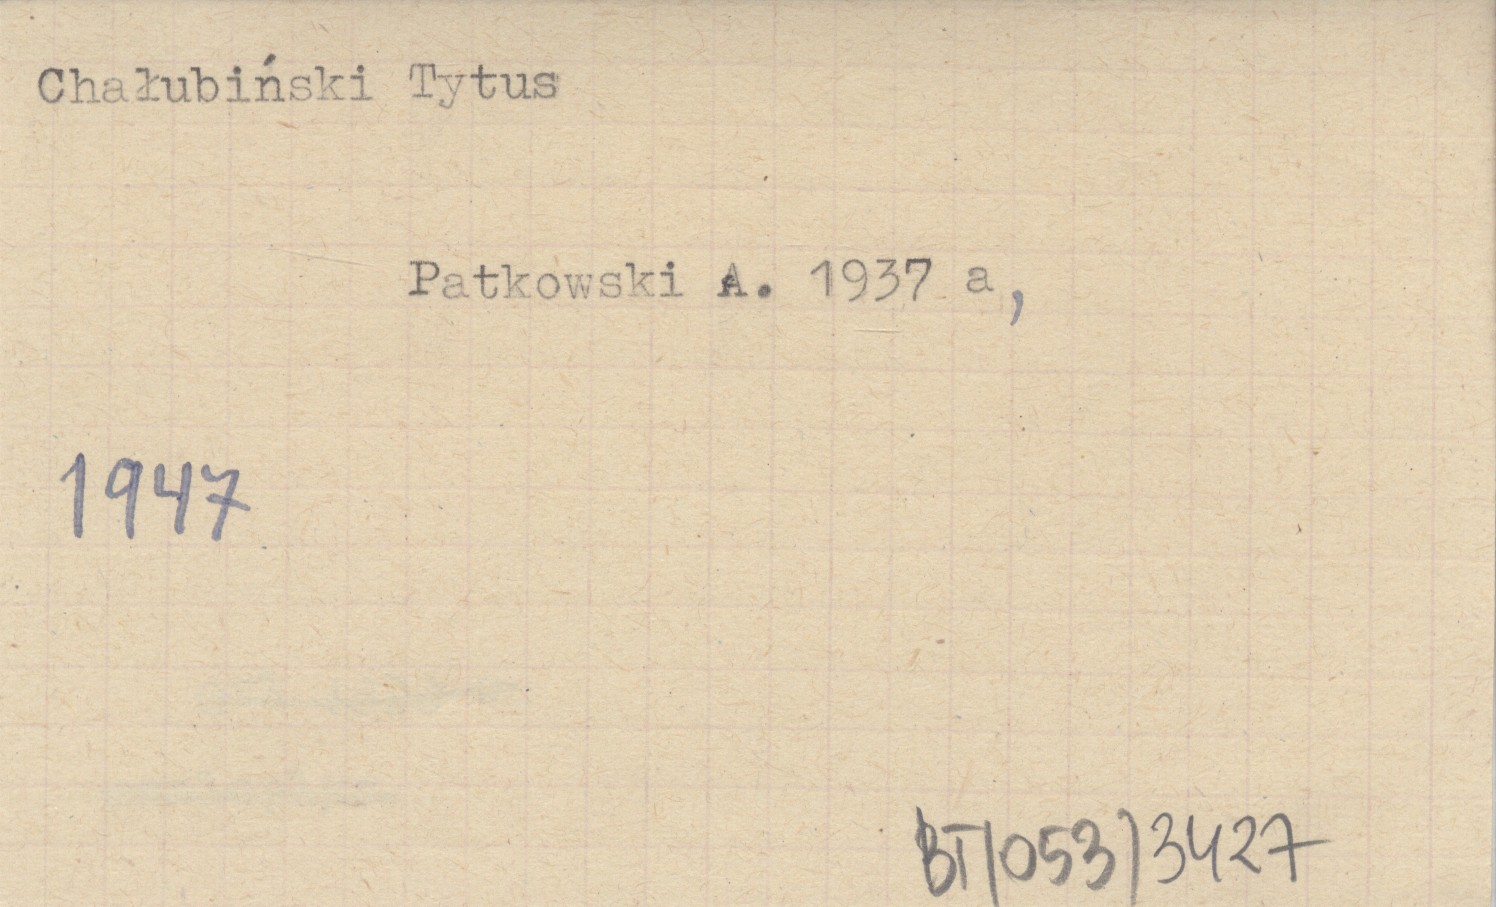 Chałubiński Tytus
Patkowski A. 1937 a,
1947
BT/053/3427